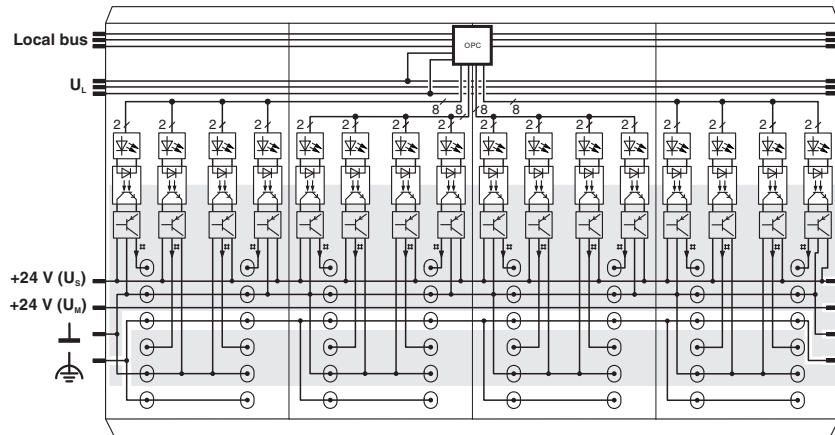 Local bus
OPC
U_L
8 8 8 8
2 2 2 2 2 2 2 2 2 2 2 2 2 2 2 2
# # # # # # # # # # # # # # # #
+24 V (U_S)
+24 V (U_M)